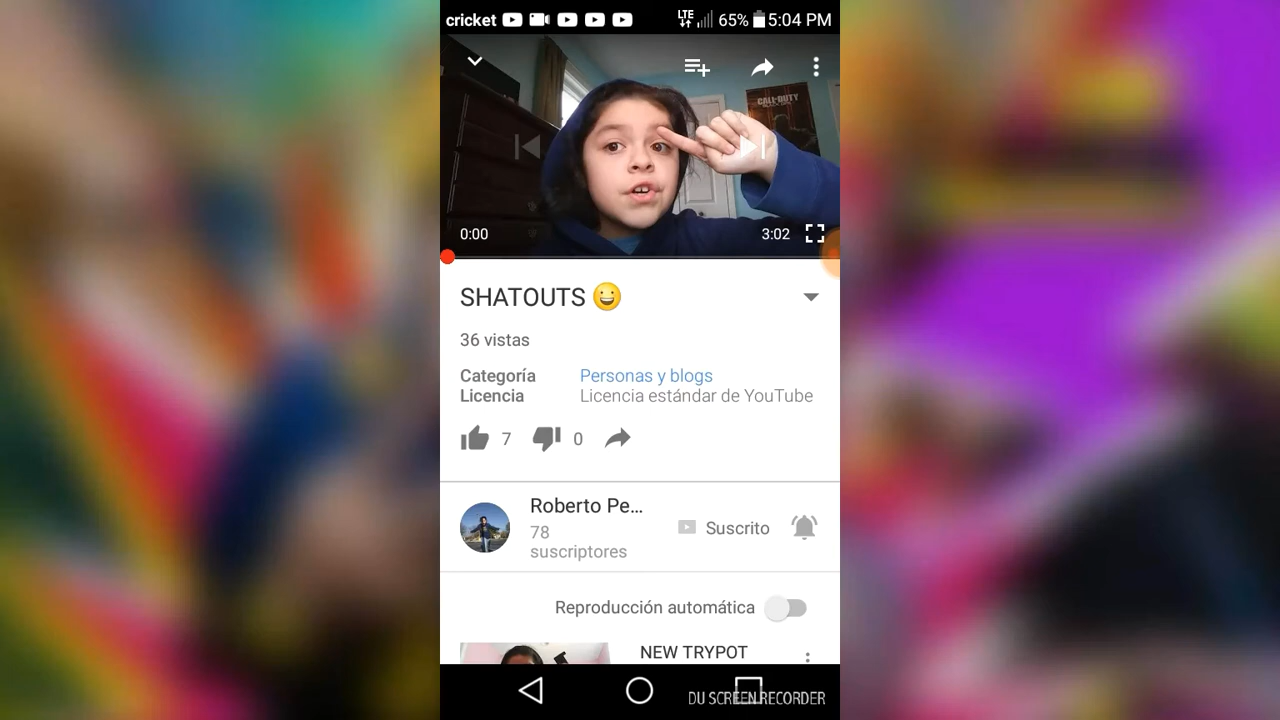 cricket LTE 65% 5:04 PM
CALL·DUTY
0:00 3:02
SHATOUTS 😀
36 vistas
Categoría Personas y blogs
Licencia Licencia estándar de YouTube
7 0
Roberto Pe...
78
suscriptores
Suscrito
Reproducción automática
NEW TRYPOT
DU SCREEN RECORDER